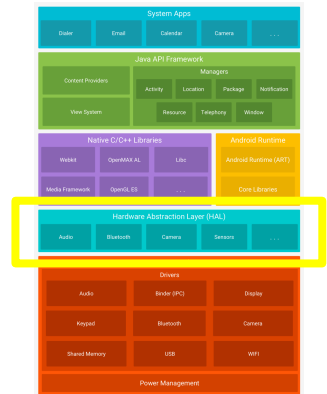 System Apps
Dialer Email Calendar Camera . . .
Java API Framework
Managers
Content Providers
Activity Location Package Notification
View System
Resource Telephony Window
Native C/C++ Libraries
Android Runtime
Webkit OpenMAX AL Libc
Android Runtime (ART)
Media Framework OpenGL ES . . .
Core Libraries
Hardware Abstraction Layer (HAL)
Audio Bluetooth Camera Sensors . . .
Drivers
Audio Binder (IPC) Display
Keypad Bluetooth Camera
Shared Memory USB WIFI
Power Management